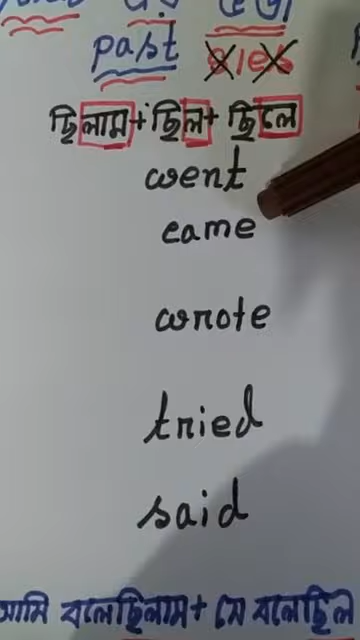 past
ছিলাম+ছিল+ছিলে
went
came
wrote
tried
said
আমি বলেছিলাম+ সে বলেছিল